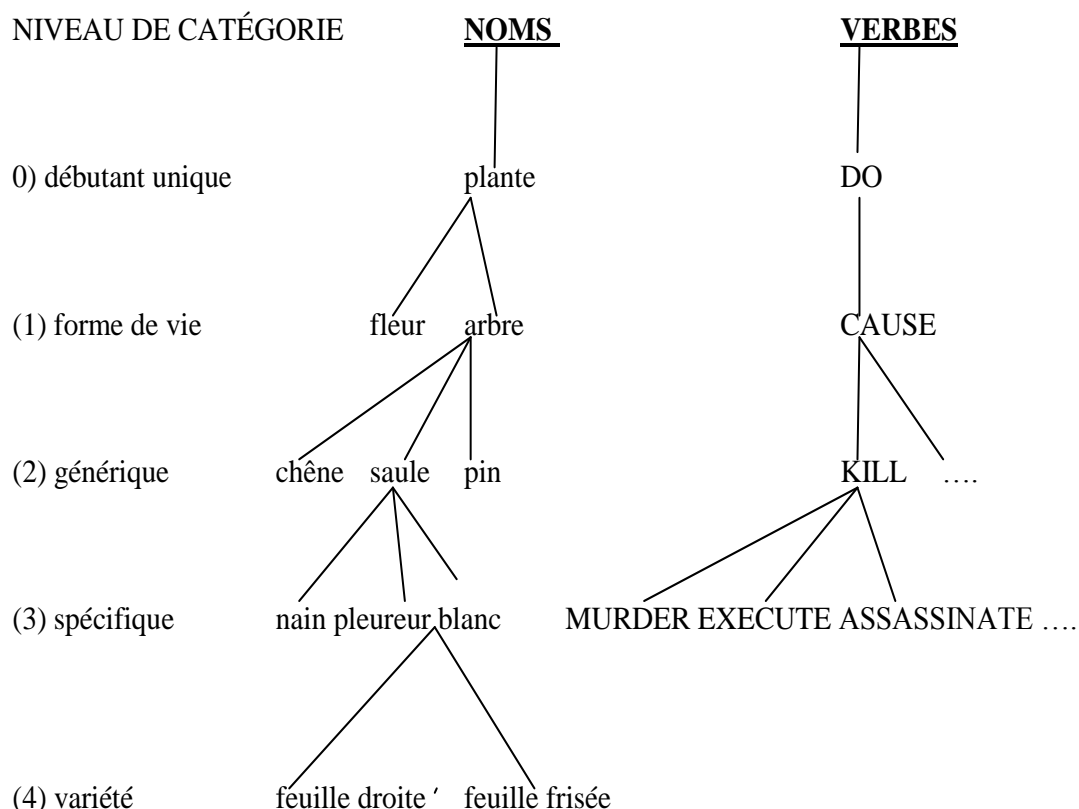 NIVEAU DE CATÉGORIE NOMS VERBES
0) débutant unique plante DO
(1) forme de vie fleur arbre CAUSE
(2) générique chêne saule pin KILL ….
(3) spécifique nain pleureur blanc MURDER EXECUTE ASSASSINATE ….
(4) variété feuille droite ' feuille frisée